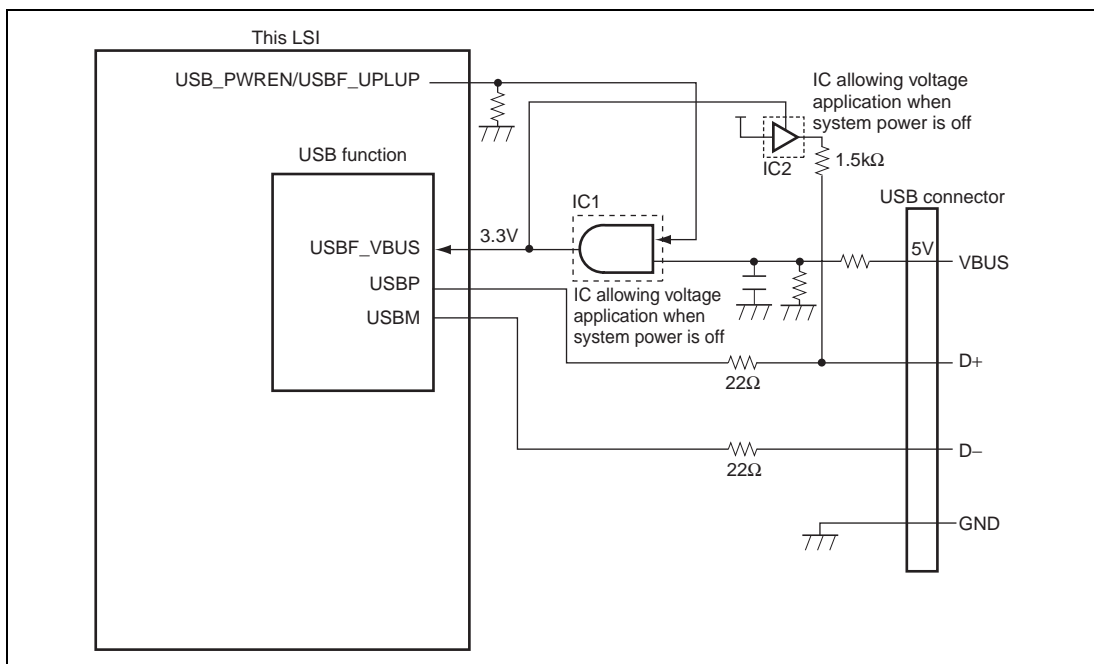 This LSI
USB_PWREN/USBF_UPLUP
IC allowing voltage
application when
system power is off
IC2
1.5kΩ
USB function
USB connector
IC1
USBF_VBUS
3.3V
5V
VBUS
USBP
USBM
IC allowing voltage
application when
system power is off
D+
22Ω
D−
22Ω
GND